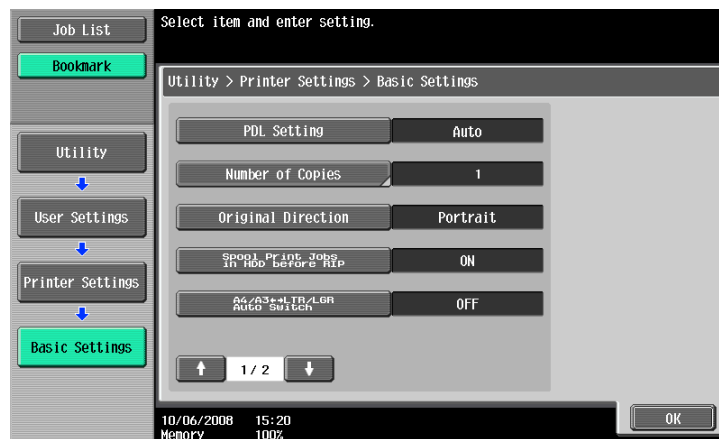 Job List
Bookmark
Select item and enter setting.
Utility > Printer Settings > Basic Settings
Utility
User Settings
Printer Settings
Basic Settings
PDL Setting
Auto
Number of Copies
1
Original Direction
Portrait
Spool Print Jobs
in HDD before RIP
ON
A4/A3↔LTR/LGR
Auto Switch
OFF
1/ 2
10/06/2008 15:20
Memory 100%
OK